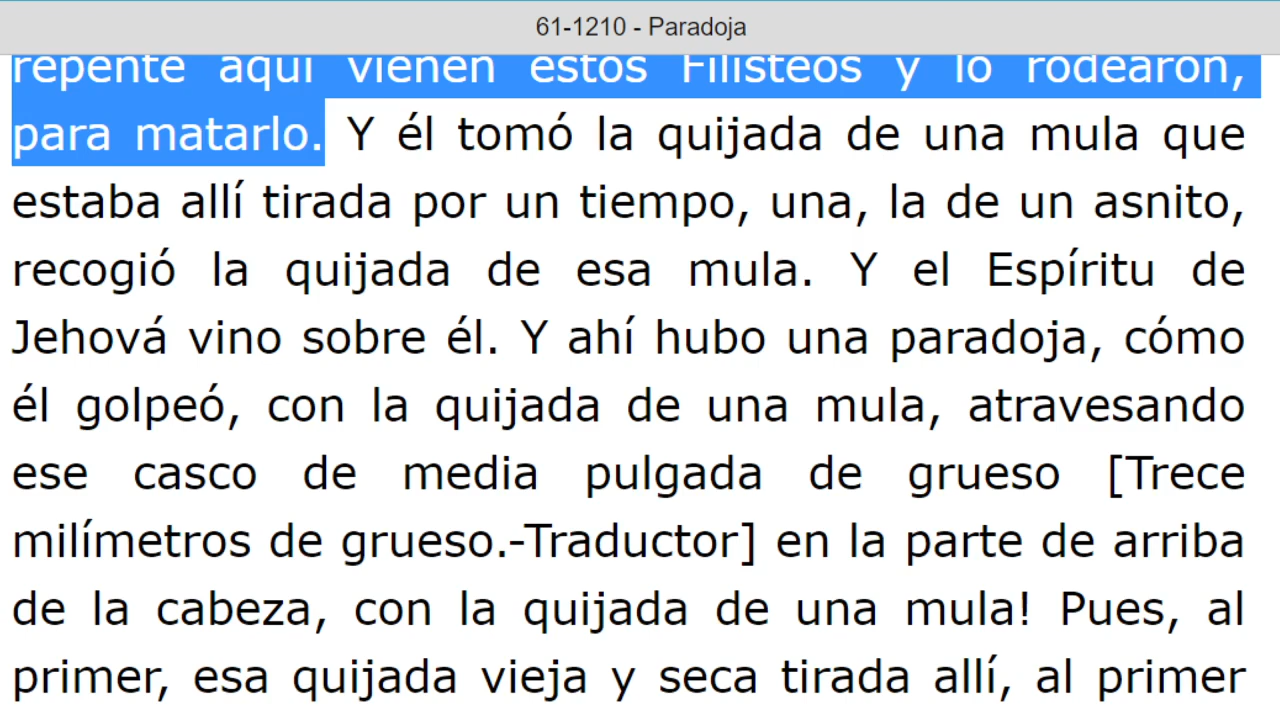 61-1210 - Paradoja
repente aquí vienen estos Filisteos y lo rodearon,
para matarlo. Y él tomó la quijada de una mula que
estaba allí tirada por un tiempo, una, la de un asnito,
recogió la quijada de esa mula. Y el Espíritu de
Jehová vino sobre él. Y ahí hubo una paradoja, cómo
él golpeó, con la quijada de una mula, atravesando
ese casco de media pulgada de grueso [Trece
milímetros de grueso.-Traductor] en la parte de arriba
de la cabeza, con la quijada de una mula! Pues, al
primer, esa quijada vieja y seca tirada allí, al primer